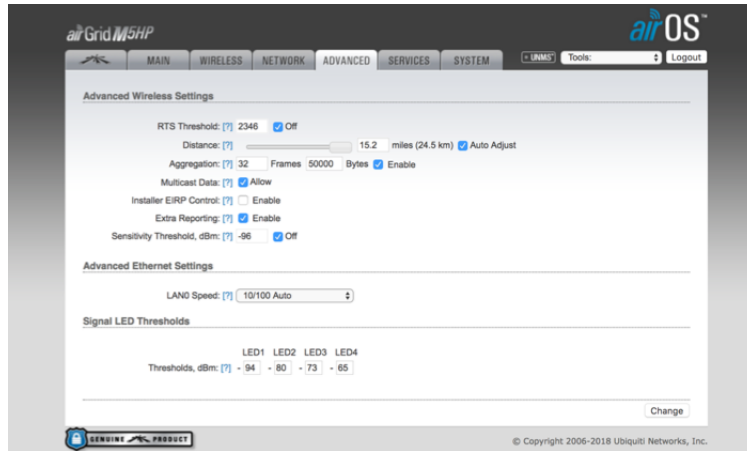 airGrid M5HP
airOS™
MAIN WIRELESS NETWORK ADVANCED SERVICES SYSTEM UNMS™ Tools: Logout
Advanced Wireless Settings
RTS Threshold: [?] 2346 Off
Distance: [?] 15.2 miles (24.5 km) Auto Adjust
Aggregation: [?] 32 Frames 50000 Bytes Enable
Multicast Data: [?] Allow
Installer EIRP Control: [?] Enable
Extra Reporting: [?] Enable
Sensitivity Threshold, dBm: [?] -96 Off
Advanced Ethernet Settings
LAN0 Speed: [?] 10/100 Auto
Signal LED Thresholds
LED1 LED2 LED3 LED4
Thresholds, dBm: [?] - 94 - 80 - 73 - 65
Change
GENUINE PRODUCT
© Copyright 2006-2018 Ubiquiti Networks, Inc.